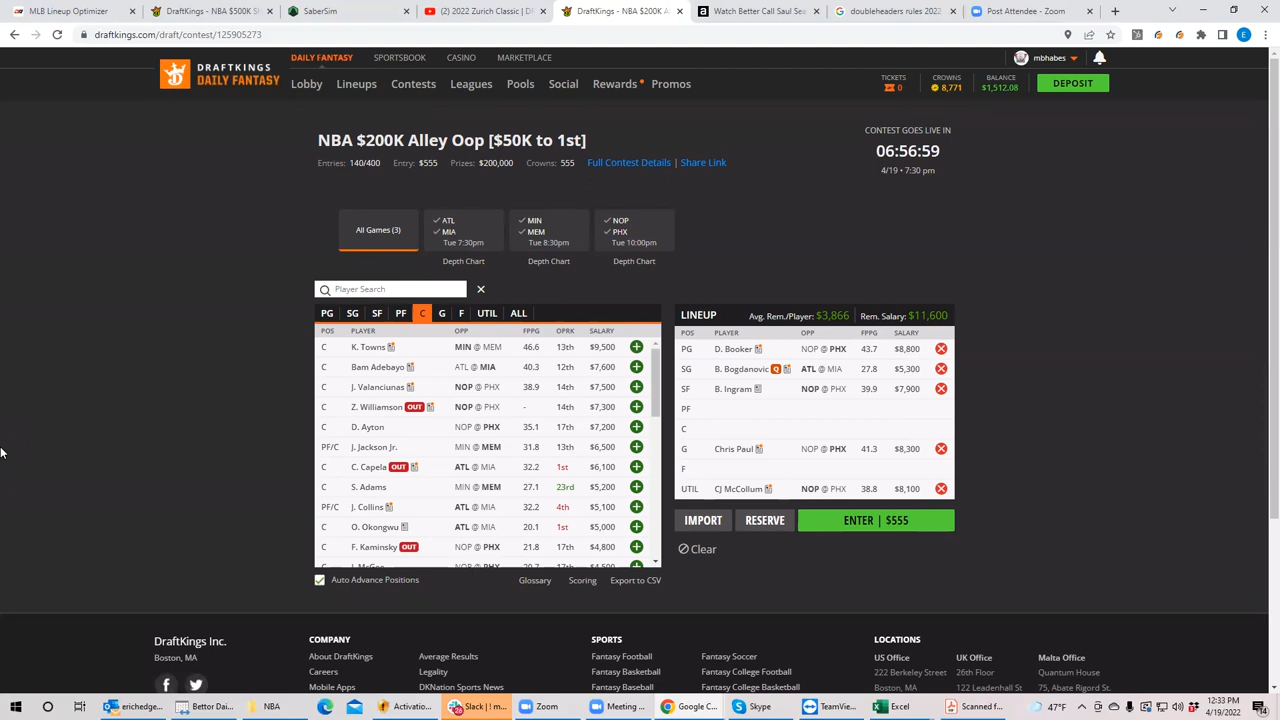 MLB Lineup Optimizer
DraftKings - NBA $500K Sh
SaberSim
(2) 2022 Zurich Classic | D
DraftKings - NBA $200K A
Watch Better Call Saul Sea
doubleheaders rules 2022
Post Attendee - Zoom
draftkings.com/draft/contest/125905273
E
DRAFTKINGS
DAILY FANTASY
DAILY FANTASY SPORTSBOOK CASINO MARKETPLACE
mbhabes
Lobby Lineups Contests Leagues Pools Social Rewards Promos
TICKETS CROWNS BALANCE
0 8,771 $1,512.08
DEPOSIT
NBA $200K Alley Oop [$50K to 1st]
Entries: 140/400 Entry: $555 Prizes: $200,000 Crowns: 555 Full Contest Details | Share Link
CONTEST GOES LIVE IN
06:56:59
4/19 • 7:30 pm
All Games (3)
ATL
MIA
Tue 7:30pm
Depth Chart
MIN
MEM
Tue 8:30pm
Depth Chart
NOP
PHX
Tue 10:00pm
Depth Chart
Player Search
PG SG SF PF C G F UTIL ALL
POS PLAYER OPP FPPG OPRK SALARY
C K. Towns MIN @ MEM 46.6 13th $9,500
C Bam Adebayo ATL @ MIA 40.3 12th $7,600
C J. Valanciunas NOP @ PHX 38.9 14th $7,500
C Z. Williamson OUT NOP @ PHX - 14th $7,300
C D. Ayton NOP @ PHX 35.1 17th $7,200
PF/C J. Jackson Jr. MIN @ MEM 31.8 13th $6,500
C C. Capela OUT ATL @ MIA 32.2 1st $6,100
C S. Adams MIN @ MEM 27.1 23rd $5,200
PF/C J. Collins ATL @ MIA 32.2 4th $5,100
C O. Okongwu ATL @ MIA 20.1 1st $5,000
C F. Kaminsky OUT NOP @ PHX 21.8 17th $4,800
Auto Advance Positions
Glossary Scoring Export to CSV
LINEUP Avg. Rem./Player: $3,866 Rem. Salary: $11,600
POS PLAYER OPP FPPG SALARY
PG D. Booker NOP @ PHX 43.7 $8,800
SG B. Bogdanovic Q ATL @ MIA 27.8 $5,300
SF B. Ingram NOP @ PHX 39.9 $7,900
PF
C
G Chris Paul NOP @ PHX 41.3 $8,300
F
UTIL CJ McCollum NOP @ PHX 38.8 $8,100
IMPORT RESERVE ENTER | $555
Clear
DraftKings Inc.
Boston, MA
COMPANY
About DraftKings Average Results
Careers Legality
Mobile Apps DKNation Sports News
SPORTS
Fantasy Football Fantasy Soccer
Fantasy Basketball Fantasy College Football
Fantasy Baseball Fantasy College Basketball
LOCATIONS
US Office UK Office Malta Office
222 Berkeley Street 26th Floor Quantum House
Boston, MA 122 Leadenhall St 75, Abate Rigord St.
erichedge...
Bettor Dai...
NBA
Activatio...
Slack | ! m...
Zoom
Meeting ...
Google C...
Skype
TeamView...
Excel
Scanned f...
47°F
12:33 PM
4/19/2022